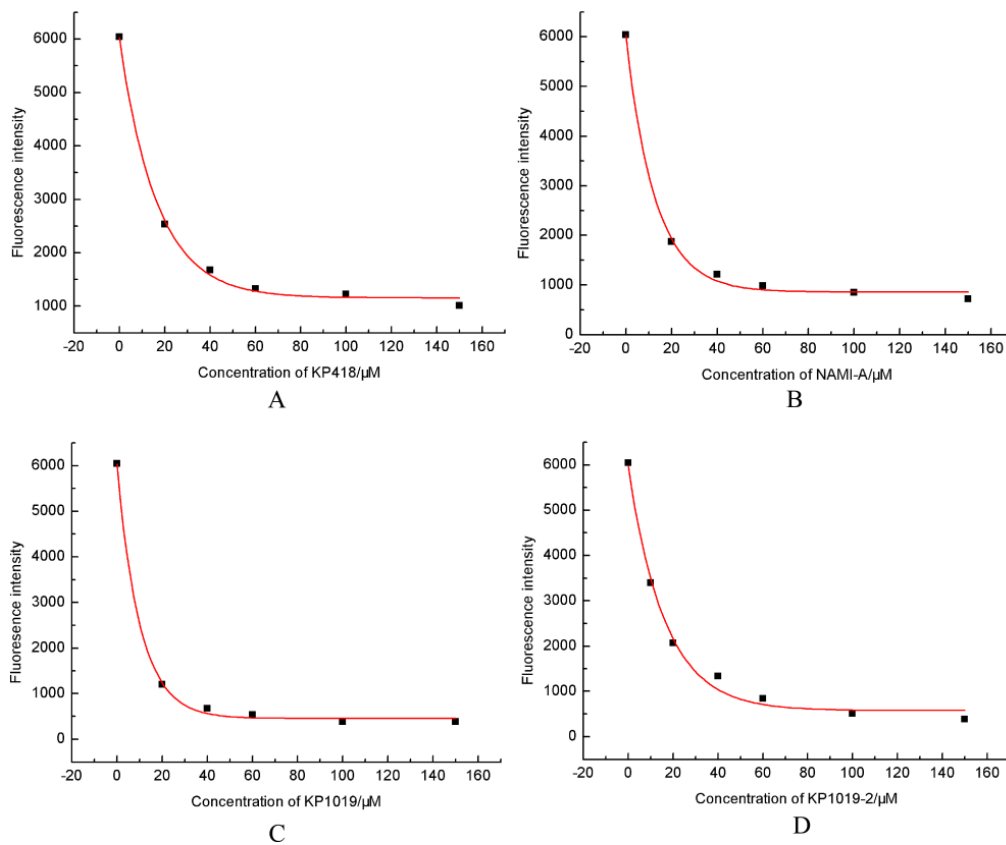 6000
5000
4000
3000
2000
1000
Fluorescence intensity
-20 0 20 40 60 80 100 120 140 160
Concentration of KP418/µM
A
6000
5000
4000
3000
2000
1000
0
Fluorescence intensity
-20 0 20 40 60 80 100 120 140 160
Concentration of NAMI-A/µM
B
6000
5000
4000
3000
2000
1000
0
Fluoresence intensity
-20 0 20 40 60 80 100 120 140 160
Concentration of KP1019/µM
C
6000
5000
4000
3000
2000
1000
0
Fluorescence intensity
-20 0 20 40 60 80 100 120 140 160
Concentration of KP1019-2/µM
D